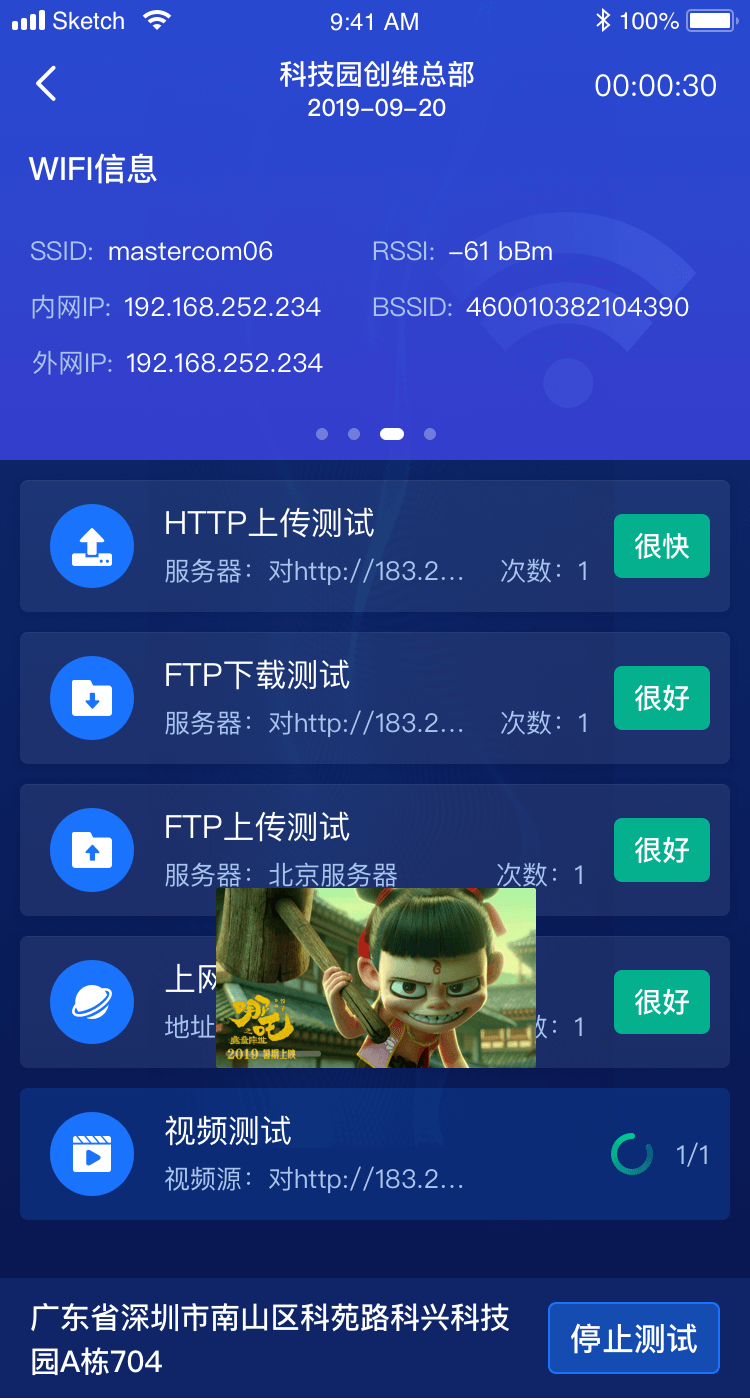 Sketch 9:41 AM 100%
科技园创维总部
2019-09-20
00:00:30
WIFI信息
SSID: mastercom06 RSSI: -61 bBm
内网IP: 192.168.252.234 BSSID: 460010382104390
外网IP: 192.168.252.234
HTTP上传测试
服务器：对http://183.2... 次数：1
很快
FTP下载测试
服务器：对http://183.2... 次数：1
很好
FTP上传测试
服务器：北京服务器 次数：1
很好
上网
地址 数：1
很好
哪吒
之
2019 暑期上映
视频测试
视频源：对http://183.2...
1/1
广东省深圳市南山区科苑路科兴科技
园A栋704
停止测试